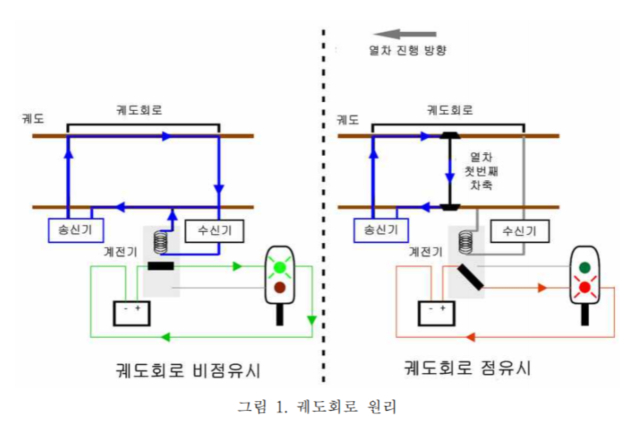 열차 진행 방향
궤도회로
궤도
송신기
수신기
계전기
- +
궤도회로 비점유시
궤도회로
궤도
열차
첫번째
차축
송신기
수신기
계전기
- +
궤도회로 점유시
그림 1. 궤도회로 원리